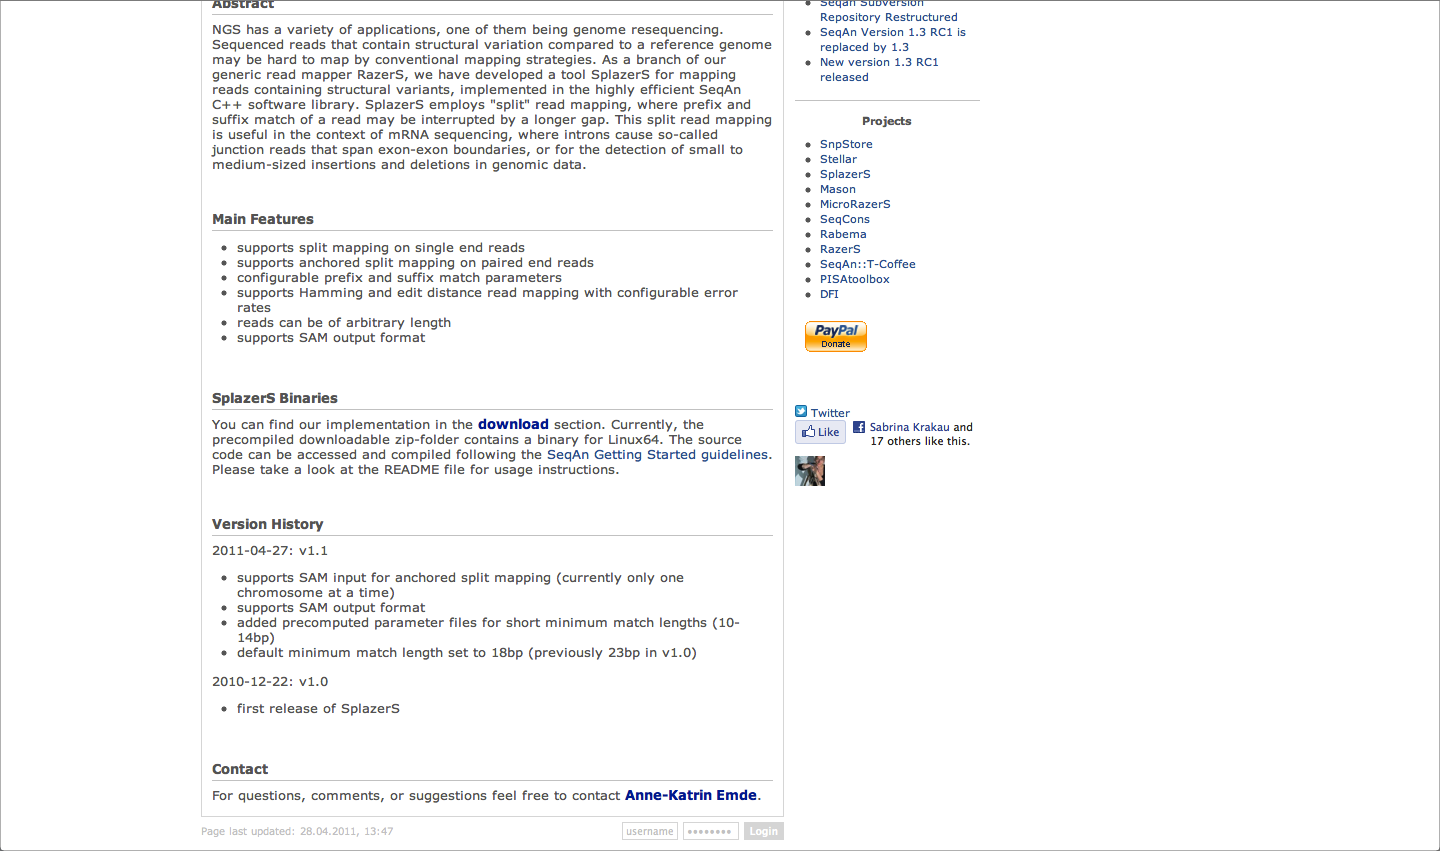 Abstract
NGS has a variety of applications, one of them being genome resequencing.
Sequenced reads that contain structural variation compared to a reference genome
may be hard to map by conventional mapping strategies. As a branch of our
generic read mapper RazerS, we have developed a tool SplazerS for mapping
reads containing structural variants, implemented in the highly efficient SeqAn
C++ software library. SplazerS employs "split" read mapping, where prefix and
suffix match of a read may be interrupted by a longer gap. This split read mapping
is useful in the context of mRNA sequencing, where introns cause so-called
junction reads that span exon-exon boundaries, or for the detection of small to
medium-sized insertions and deletions in genomic data.
Main Features
supports split mapping on single end reads
supports anchored split mapping on paired end reads
configurable prefix and suffix match parameters
supports Hamming and edit distance read mapping with configurable error
rates
reads can be of arbitrary length
supports SAM output format
SplazerS Binaries
You can find our implementation in the download section. Currently, the
precompiled downloadable zip-folder contains a binary for Linux64. The source
code can be accessed and compiled following the SeqAn Getting Started guidelines.
Please take a look at the README file for usage instructions.
Version History
2011-04-27: v1.1
supports SAM input for anchored split mapping (currently only one
chromosome at a time)
supports SAM output format
added precomputed parameter files for short minimum match lengths (10-
14bp)
default minimum match length set to 18bp (previously 23bp in v1.0)
2010-12-22: v1.0
first release of SplazerS
Contact
For questions, comments, or suggestions feel free to contact Anne-Katrin Emde.
Page last updated: 28.04.2011, 13:47
username
Login
Seqan Subversion
Repository Restructured
SeqAn Version 1.3 RC1 is
replaced by 1.3
New version 1.3 RC1
released
Projects
SnpStore
Stellar
SplazerS
Mason
MicroRazerS
SeqCons
Rabema
RazerS
SeqAn::T-Coffee
PISAtoolbox
DFI
PayPal
Donate
Twitter
Like
Sabrina Krakau and
17 others like this.